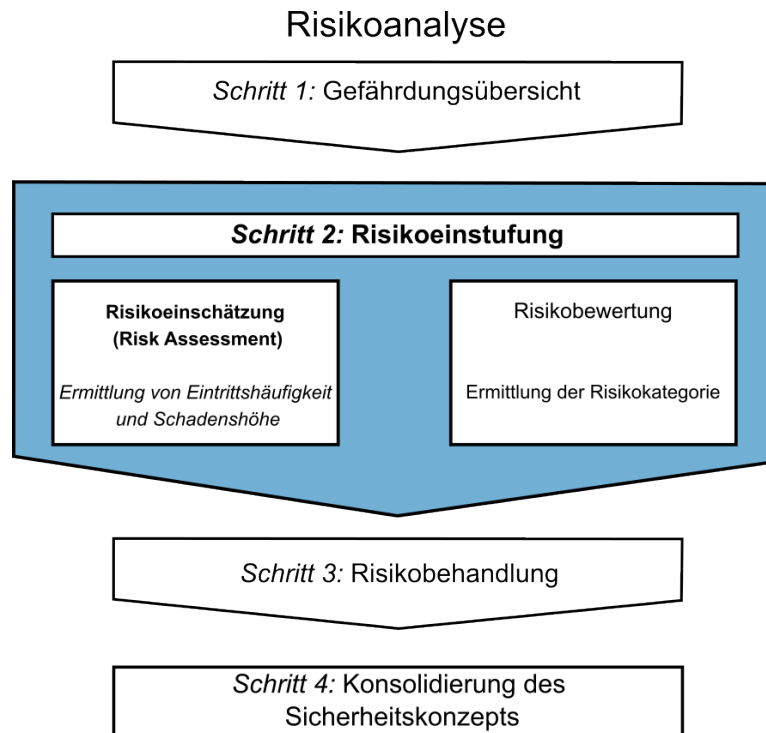 Risikoanalyse
Schritt 1: Gefährdungsübersicht
Schritt 2: Risikoeinstufung
Risikoeinschätzung
(Risk Assessment)
Ermittlung von Eintrittshäufigkeit
und Schadenshöhe
Risikobewertung
Ermittlung der Risikokategorie
Schritt 3: Risikobehandlung
Schritt 4: Konsolidierung des
Sicherheitskonzepts